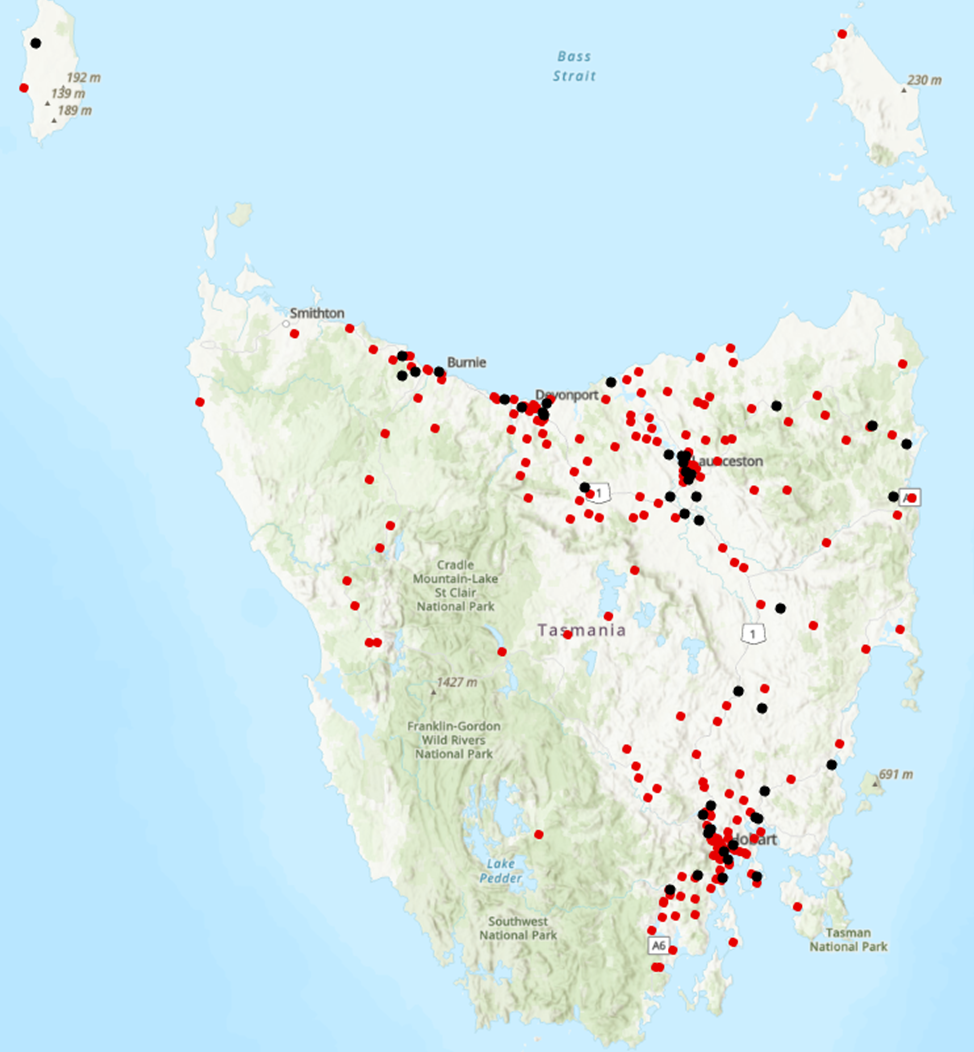 192 m
139 m
189 m
Bass
Strait
230 m
Smithton
Burnie
Devonport
Launceston
1
Cradle
Mountain-Lake
St Clair
National Park
Tasmania
1
1427 m
Franklin-Gordon
Wild Rivers
National Park
691 m
Hobart
Lake
Pedder
Southwest
National Park
A6
Tasman
National Park